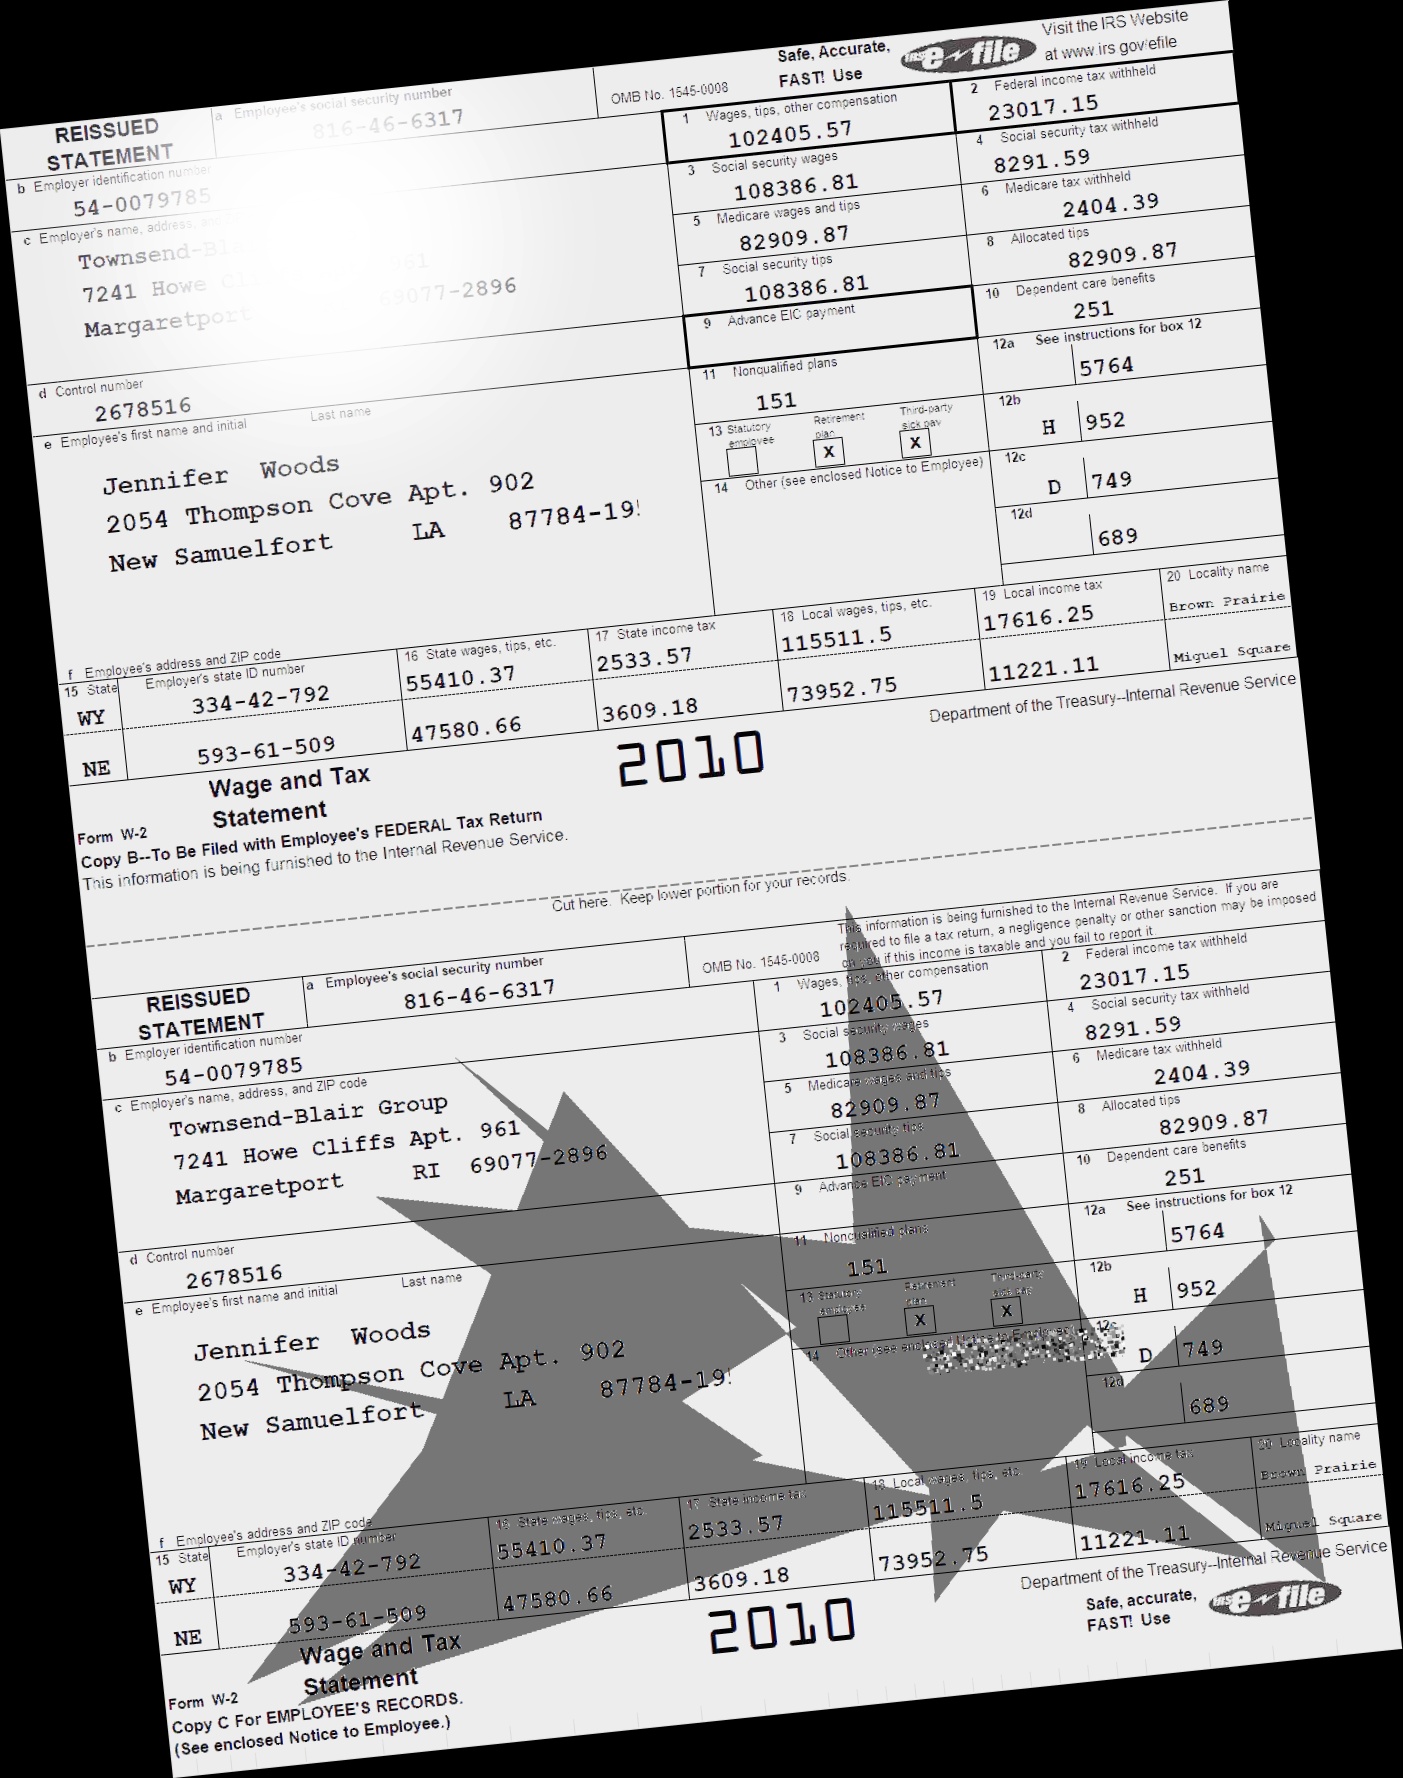 REISSUED STATEMENT
a Employee's social security number
816-46-6317
OMB No. 1545-0008
Safe, Accurate, FAST! Use
IRS e-file
Visit the IRS Website at www.irs.gov/efile
b Employer identification number
54-0079785
c Employer's name, address,
Townsend-Bla
7241 Howe Cl 961
Margaretport 69077-2896
d Control number
2678516
e Employee's first name and initial Last name
Jennifer Woods
2054 Thompson Cove Apt. 902
New Samuelfort LA 87784-19
f Employee's address and ZIP code
1 Wages, tips, other compensation
102405.57
2 Federal income tax withheld
23017.15
3 Social security wages
108386.81
4 Social security tax withheld
8291.59
5 Medicare wages and tips
82909.87
6 Medicare tax withheld
2404.39
7 Social security tips
108386.81
8 Allocated tips
82909.87
9 Advance EIC payment
10 Dependent care benefits
251
11 Nonqualified plans
151
12a See instructions for box 12
5764
12b
H 952
12c
D 749
12d
689
13 Statutory employee
Retirement plan
X
Third-party sick pay
X
14 Other (see enclosed Notice to Employee)
15 State Employer's state ID number
16 State wages, tips, etc.
17 State income tax
18 Local wages, tips, etc.
19 Local income tax
20 Locality name
WY 334-42-792 55410.37 2533.57 115511.5 17616.25 Brown Prairie
NE 593-61-509 47580.66 3609.18 73952.75 11221.11 Miguel Square
Form W-2
Wage and Tax Statement
2010
Department of the Treasury--Internal Revenue Service
Copy B--To Be Filed with Employee's FEDERAL Tax Return
This information is being furnished to the Internal Revenue Service.
Cut here. Keep lower portion for your records.
REISSUED STATEMENT
a Employee's social security number
816-46-6317
OMB No. 1545-0008
This information is being furnished to the Internal Revenue Service. If you are
required to file a tax return, a negligence penalty or other sanction may be imposed
on you if this income is taxable and you fail to report it
b Employer identification number
54-0079785
c Employer's name, address, and ZIP code
Townsend-Blair Group
7241 Howe Cliffs Apt. 961
Margaretport RI 69077-2896
d Control number
2678516
e Employee's first name and initial Last name
Jennifer Woods
2054 Thompson Cove Apt. 902
New Samuelfort LA 87784-19
f Employee's address and ZIP code
1 Wages, tips, other compensation
102405.57
2 Federal income tax withheld
23017.15
3 Social security wages
108386.81
4 Social security tax withheld
8291.59
5 Medicare wages and tips
82909.87
6 Medicare tax withheld
2404.39
7 Social security tips
108386.81
8 Allocated tips
82909.87
9 Advance EIC payment
10 Dependent care benefits
251
11 Nonqualified plans
151
12a See instructions for box 12
5764
12b
H 952
12c
D 749
12d
689
13 Statutory employee
Retirement plan
X
Third-party sick pay
X
14 Other (see enclosed Notice to Employee)
15 State Employer's state ID number
16 State wages, tips, etc.
17 State income tax
18 Local wages, tips, etc.
19 Local income tax
20 Locality name
WY 334-42-792 55410.37 2533.57 115511.5 17616.25 Brown Prairie
NE 593-61-509 47580.66 3609.18 73952.75 11221.11 Miguel Square
Form W-2
Wage and Tax Statement
2010
Department of the Treasury--Internal Revenue Service
Safe, accurate, FAST! Use
IRS e-file
Copy C For EMPLOYEE'S RECORDS.
(See enclosed Notice to Employee.)